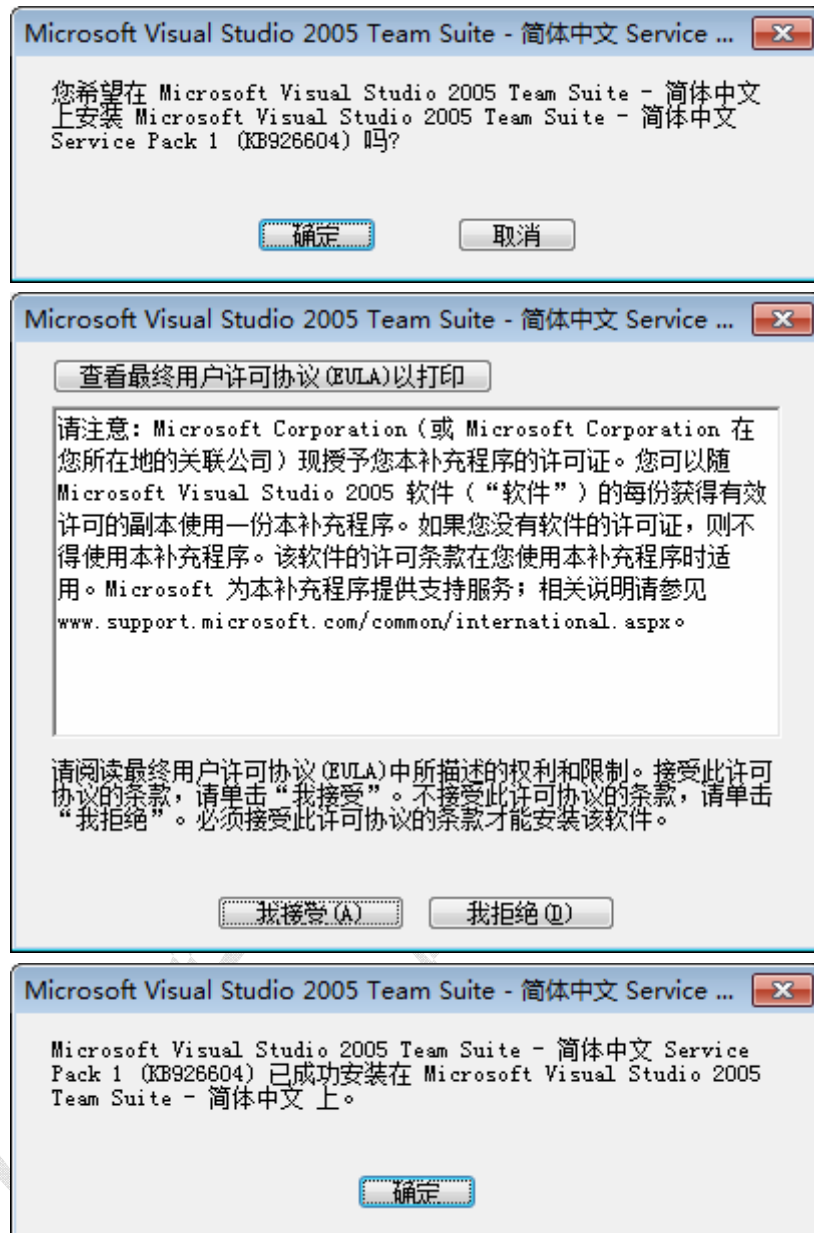 Microsoft Visual Studio 2005 Team Suite - 简体中文 Service ...
您希望在 Microsoft Visual Studio 2005 Team Suite - 简体中文
上安装 Microsoft Visual Studio 2005 Team Suite - 简体中文
Service Pack 1 (KB926604) 吗?
确定 取消
Microsoft Visual Studio 2005 Team Suite - 简体中文 Service ...
查看最终用户许可协议(EULA)以打印
请注意：Microsoft Corporation（或 Microsoft Corporation 在
您所在地的关联公司）现授予您本补充程序的许可证。您可以随
Microsoft Visual Studio 2005 软件（“软件”）的每份获得有效
许可的副本使用一份本补充程序。如果您没有软件的许可证，则不
得使用本补充程序。该软件的许可条款在您使用本补充程序时适
用。Microsoft 为本补充程序提供支持服务；相关说明请参见
www.support.microsoft.com/common/international.aspx。
请阅读最终用户许可协议(EULA)中所描述的权利和限制。接受此许可
协议的条款，请单击“我接受”。不接受此许可协议的条款，请单击
“我拒绝”。必须接受此许可协议的条款才能安装该软件。
我接受(A) 我拒绝(D)
Microsoft Visual Studio 2005 Team Suite - 简体中文 Service ...
Microsoft Visual Studio 2005 Team Suite - 简体中文 Service
Pack 1 (KB926604) 已成功安装在 Microsoft Visual Studio 2005
Team Suite - 简体中文 上。
确定